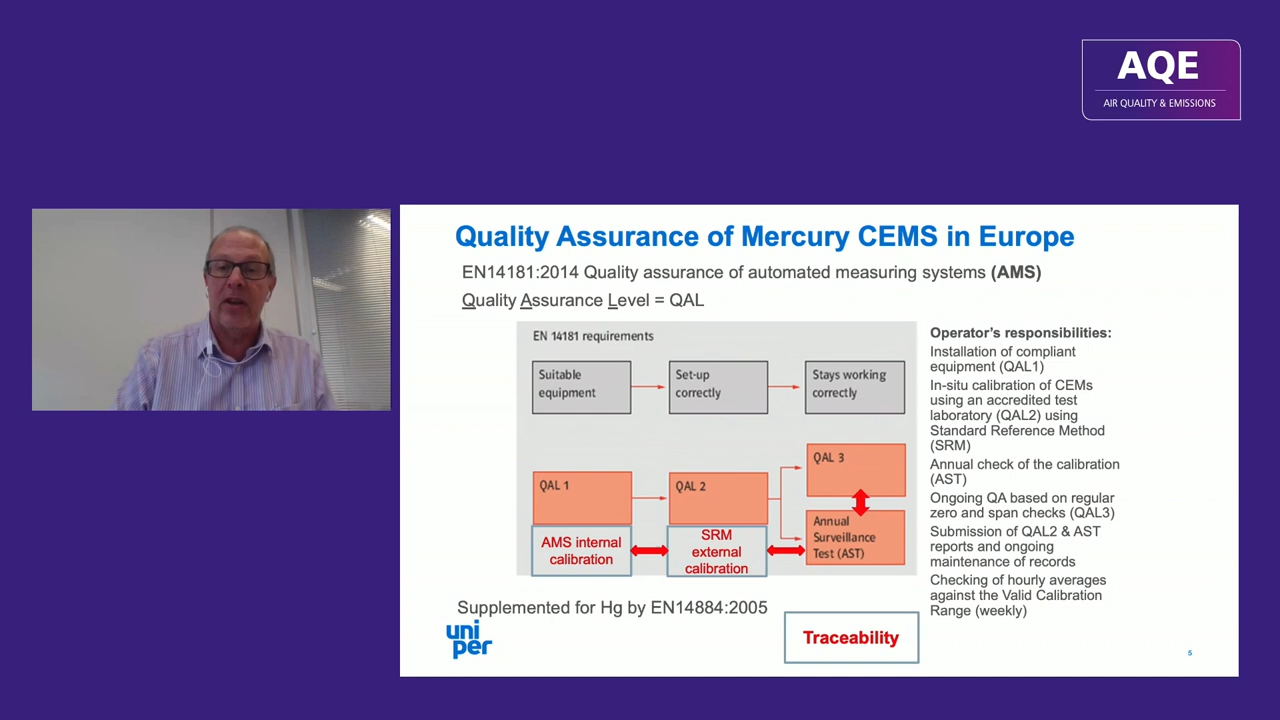 AQE
AIR QUALITY & EMISSIONS
Quality Assurance of Mercury CEMS in Europe
EN14181:2014 Quality assurance of automated measuring systems (AMS)
Quality Assurance Level = QAL
EN 14181 requirements
Suitable
equipment
Set-up
correctly
Stays working
correctly
QAL 1
QAL 2
QAL 3
Annual
Surveillance
Test (AST)
AMS internal
calibration
SRM
external
calibration
Supplemented for Hg by EN14884:2005
Traceability
Operator's responsibilities:
Installation of compliant
equipment (QAL1)
In-situ calibration of CEMs
using an accredited test
laboratory (QAL2) using
Standard Reference Method
(SRM)
Annual check of the calibration
(AST)
Ongoing QA based on regular
zero and span checks (QAL3)
Submission of QAL2 & AST
reports and ongoing
maintenance of records
Checking of hourly averages
against the Valid Calibration
Range (weekly)
uni
per
5